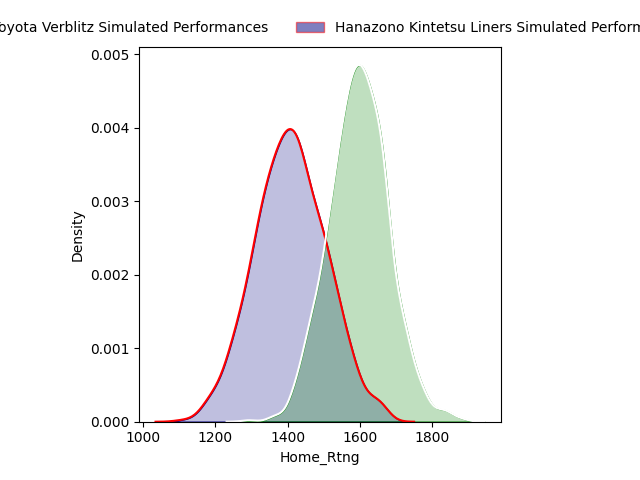 oyota Verblitz Simulated Performances Hanazono Kintetsu Liners Simulated Perform
0.005
0.004
0.003
0.002
0.001
0.000
Density
1000 1200 1400 1600 1800
Home_Rtng